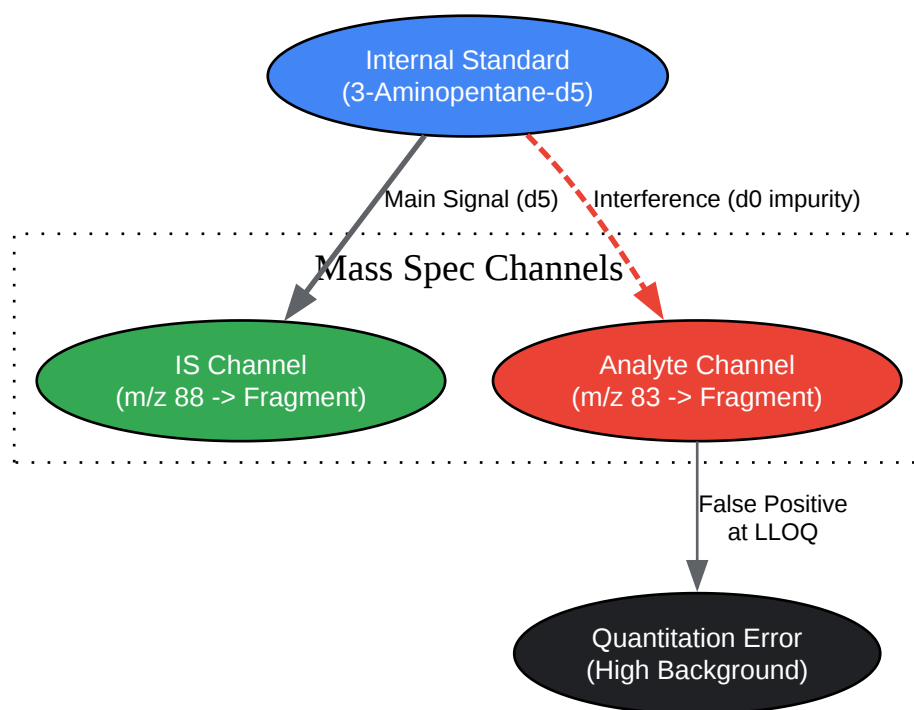 Internal Standard
(3-Aminopentane-d5)
Main Signal (d5)
Interference (d0 impurity)
Mass Spec Channels
IS Channel
(m/z 88 -> Fragment)
Analyte Channel
(m/z 83 -> Fragment)
False Positive
at LLOQ
Quantitation Error
(High Background)